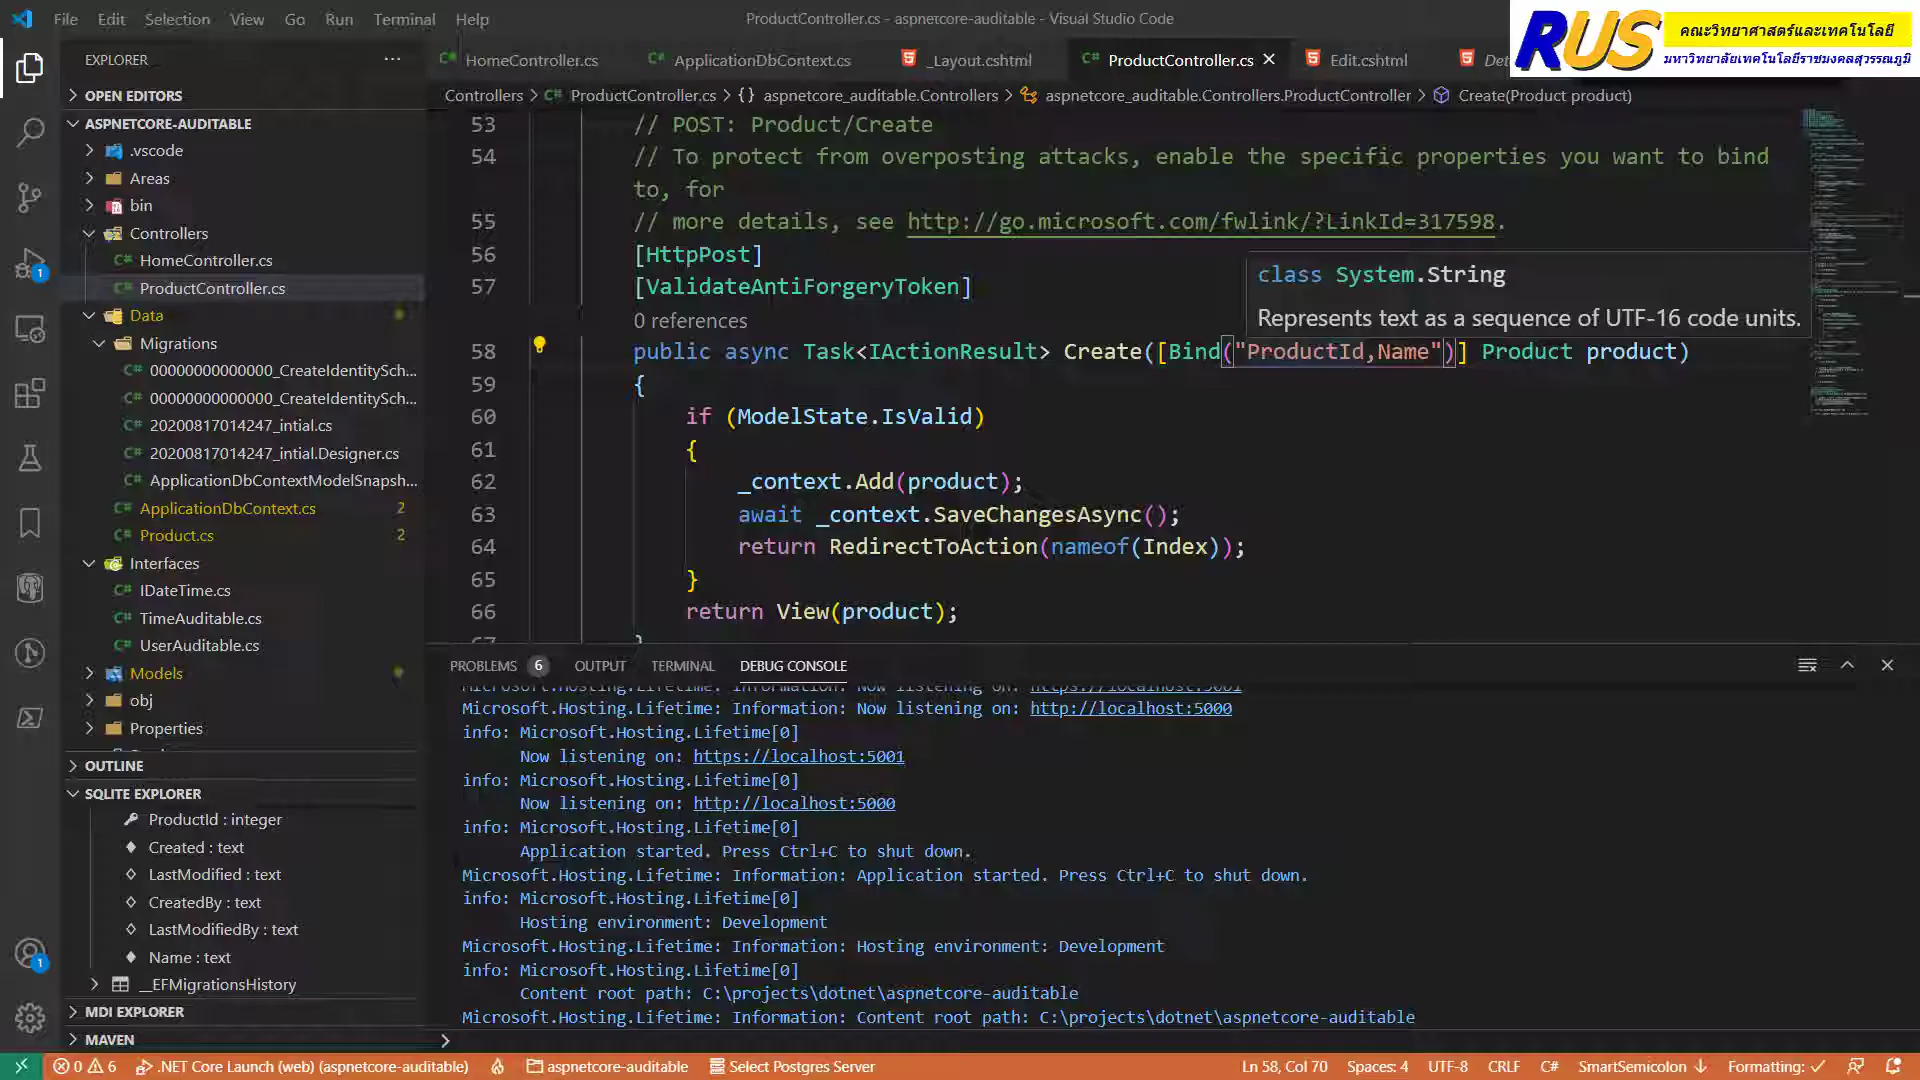 File Edit Selection View Go Run Terminal Help
ProductController.cs - aspnetcore-auditable - Visual Studio Code
RUS
คณะวิทยาศาสตร์และเทคโนโลยี
มหาวิทยาลัยเทคโนโลยีราชมงคลสุวรรณภูมิ
EXPLORER
HomeController.cs
ApplicationDbContext.cs
_Layout.cshtml
ProductController.cs
Edit.cshtml
OPEN EDITORS
ASPNETCORE-AUDITABLE
.vscode
Areas
bin
Controllers
HomeController.cs
ProductController.cs
Data
Migrations
00000000000000_CreateIdentitySch...
00000000000000_CreateIdentitySch...
20200817014247_intial.cs
20200817014247_intial.Designer.cs
ApplicationDbContextModelSnapsh...
ApplicationDbContext.cs 2
Product.cs 2
Interfaces
IDateTime.cs
TimeAuditable.cs
UserAuditable.cs
Models
obj
Properties
OUTLINE
SQLITE EXPLORER
ProductId : integer
Created : text
LastModified : text
CreatedBy : text
LastModifiedBy : text
Name : text
__EFMigrationsHistory
MDI EXPLORER
MAVEN
1
1
Controllers > ProductController.cs > {} aspnetcore_auditable.Controllers > aspnetcore_auditable.Controllers.ProductController > Create(Product product)
53 // POST: Product/Create
54 // To protect from overposting attacks, enable the specific properties you want to bind
to, for
55 // more details, see http://go.microsoft.com/fwlink/?LinkId=317598.
56 [HttpPost]
57 [ValidateAntiForgeryToken]
0 references
class System.String
Represents text as a sequence of UTF-16 code units.
58 public async Task<IActionResult> Create([Bind("ProductId,Name")] Product product)
59 {
60 if (ModelState.IsValid)
61 {
62 _context.Add(product);
63 await _context.SaveChangesAsync();
64 return RedirectToAction(nameof(Index));
65 }
66 return View(product);
67 }
PROBLEMS 6 OUTPUT TERMINAL DEBUG CONSOLE
Microsoft.Hosting.Lifetime: Information: Now listening on: https://localhost:5001
Microsoft.Hosting.Lifetime: Information: Now listening on: http://localhost:5000
info: Microsoft.Hosting.Lifetime[0]
Now listening on: https://localhost:5001
info: Microsoft.Hosting.Lifetime[0]
Now listening on: http://localhost:5000
info: Microsoft.Hosting.Lifetime[0]
Application started. Press Ctrl+C to shut down.
Microsoft.Hosting.Lifetime: Information: Application started. Press Ctrl+C to shut down.
info: Microsoft.Hosting.Lifetime[0]
Hosting environment: Development
Microsoft.Hosting.Lifetime: Information: Hosting environment: Development
info: Microsoft.Hosting.Lifetime[0]
Content root path: C:\projects\dotnet\aspnetcore-auditable
Microsoft.Hosting.Lifetime: Information: Content root path: C:\projects\dotnet\aspnetcore-auditable
0 6 .NET Core Launch (web) (aspnetcore-auditable) aspnetcore-auditable Select Postgres Server Ln 58, Col 70 Spaces: 4 UTF-8 CRLF C# SmartSemicolon ↓ Formatting: ✓